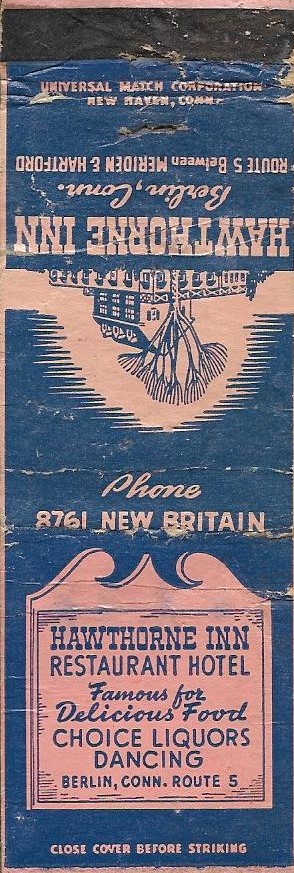 UNIVERSAL MATCH CORPORATION
NEW HAVEN, CONN.
HAWTHORNE INN
Berlin, Conn.
ROUTE 5 Between MERIDEN & HARTFORD
Phone
8761 NEW BRITAIN
HAWTHORNE INN
RESTAURANT HOTEL
Famous for
Delicious Food
CHOICE LIQUORS
DANCING
BERLIN, CONN. ROUTE 5
CLOSE COVER BEFORE STRIKING